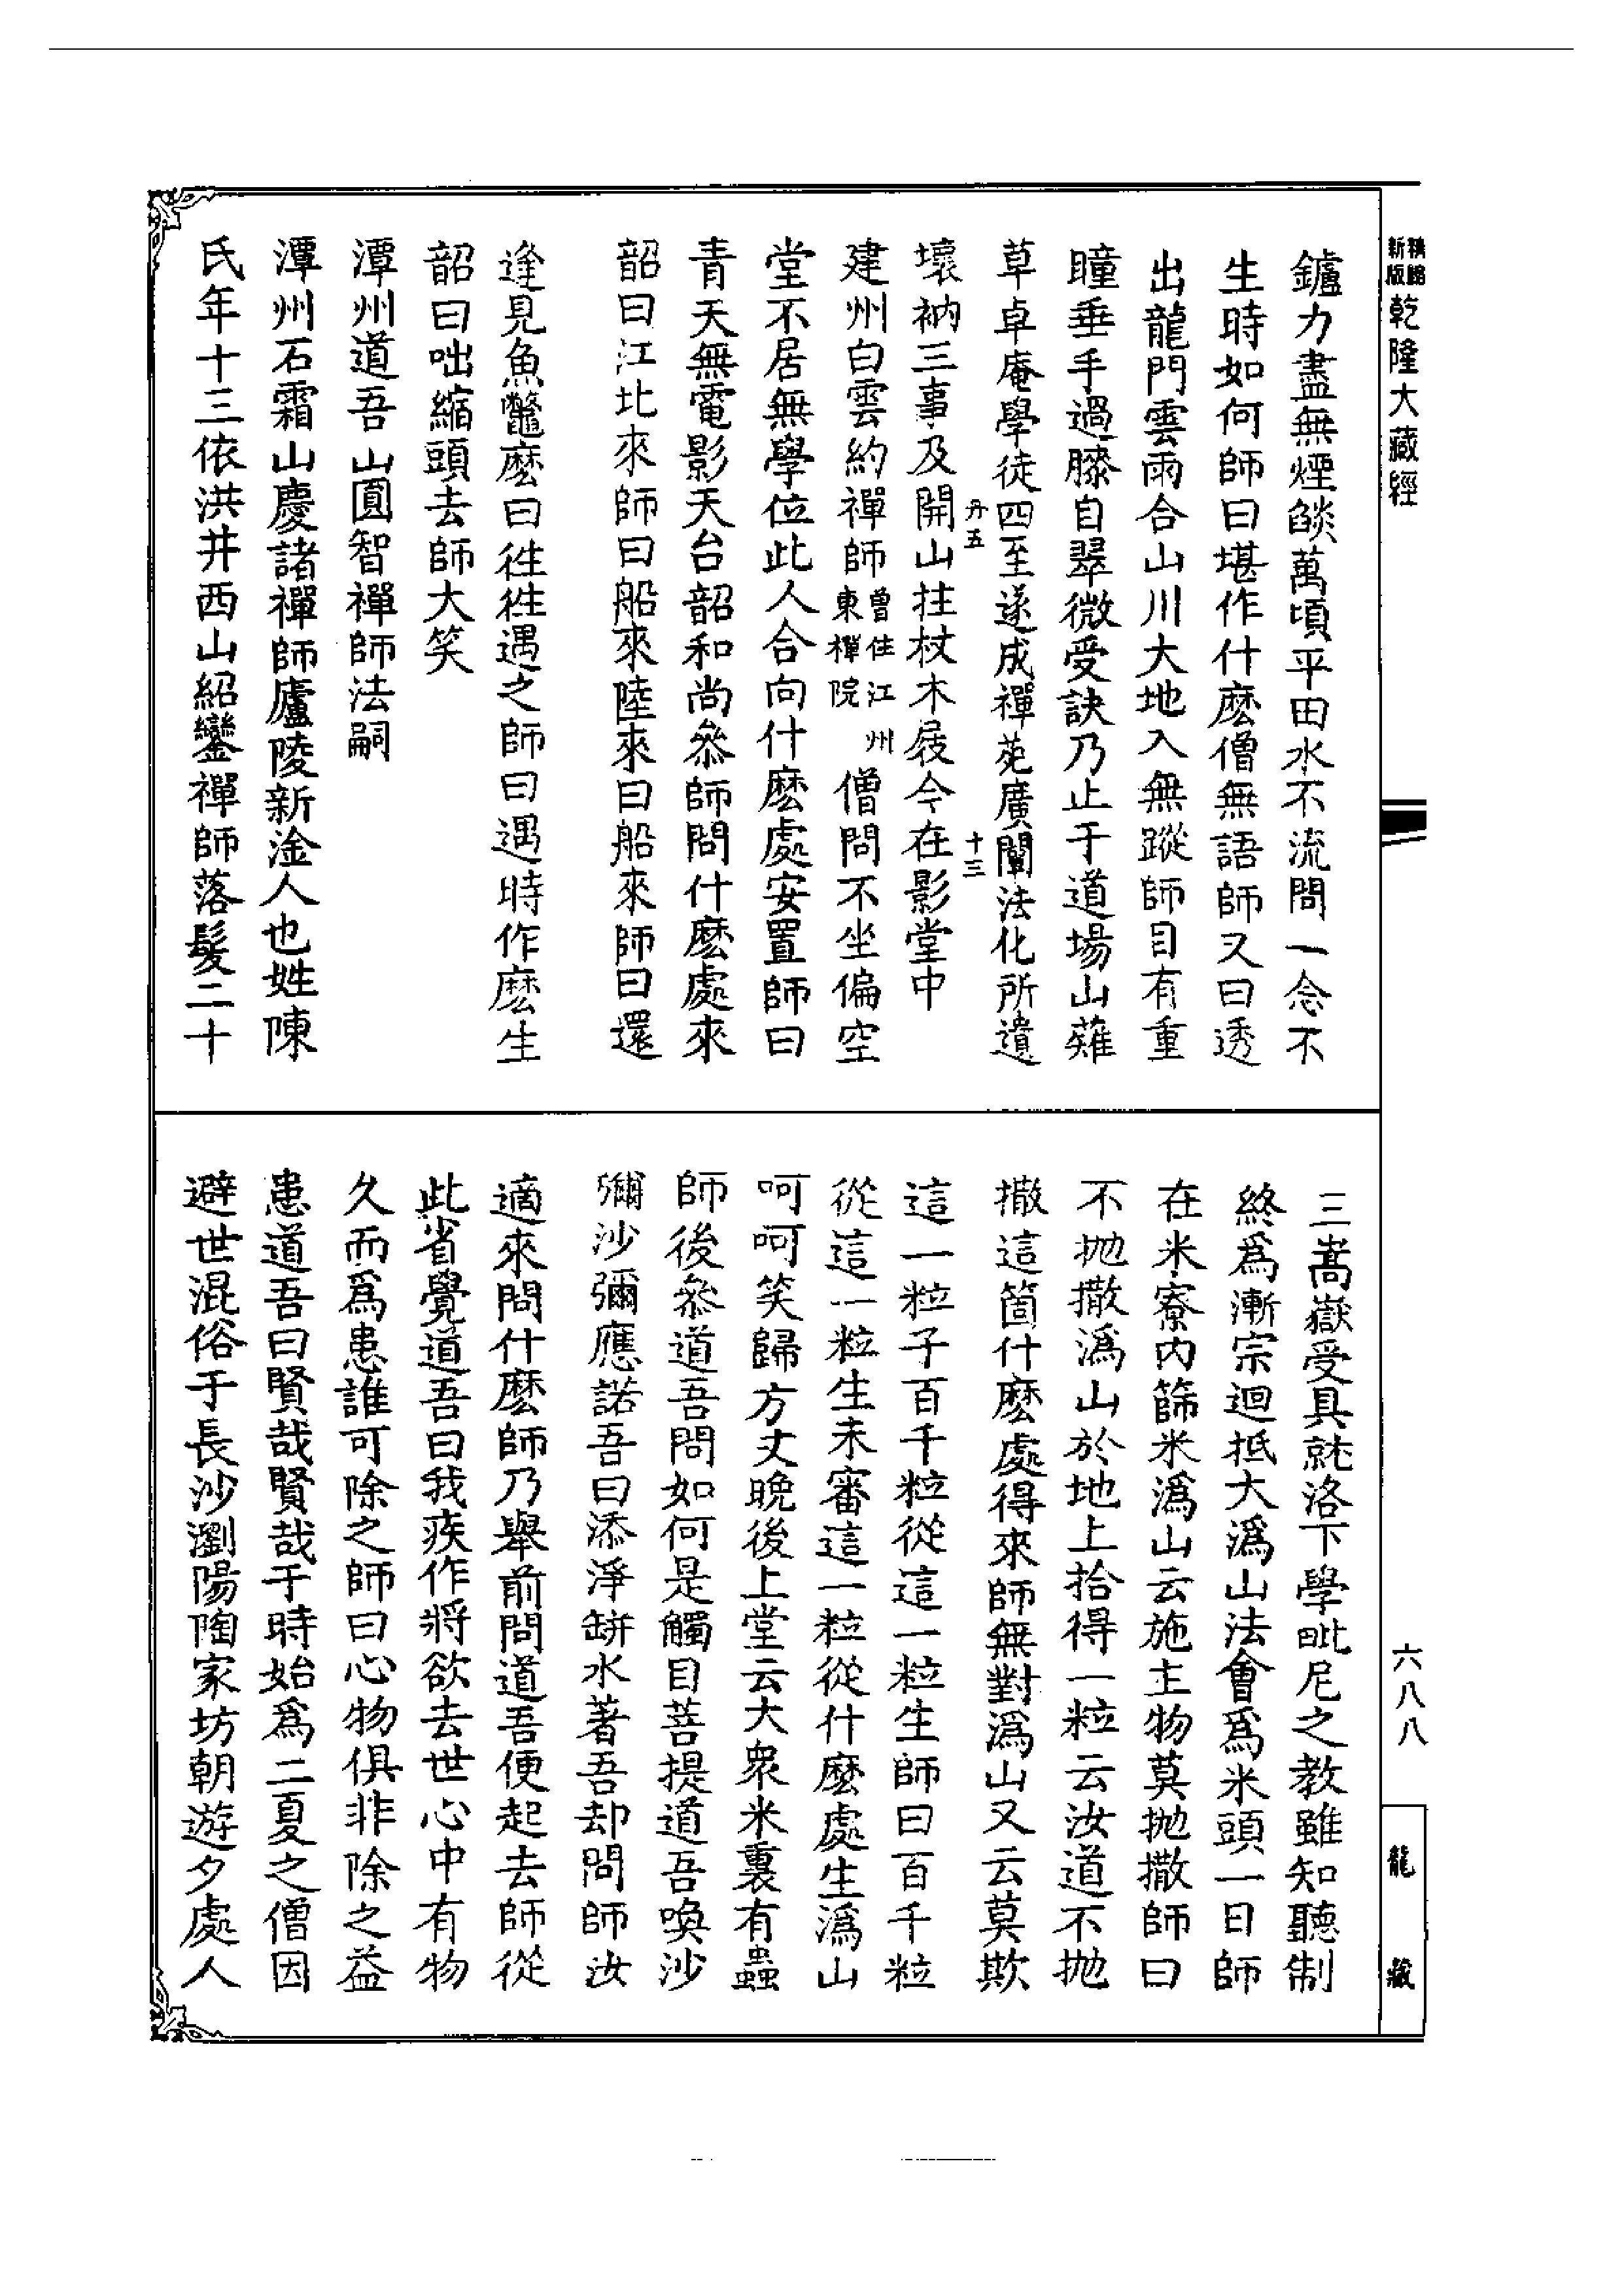 新版
精縮
乾隆大藏經
鑪力盡無煙燄萬頃平田水不流問一念不
生時如何師曰堪作什麽僧無語師又曰透
出龍門雲雨合山川大地入無蹤師目有重
瞳垂手過膝自翠微受訣乃止于道場山薙
草卓庵學徒四至遂成禪苑廣闡法化所遺
丹五
十三
壞衲三事及開山拄杖木屐今在影堂中
建州白雲約禪師曾住江州東禪院僧問不坐偏空
堂不居無學位此人合向什麽處安置師曰
青天無電影天台韶和尚參師問什麽處來
韶曰江北來師曰船來陸來曰船來師曰還
逢見魚鼈麽曰往往遇之師曰遇時作麽生
韶曰咄縮頭去師大笑
潭州道吾山圓智禪師法嗣
潭州石霜山慶諸禪師廬陵新淦人也姓陳
氏年十三依洪井西山紹鑾禪師落髮二十
三嵩嶽受具就洛下學毗尼之教雖知聽制
終爲漸宗迴抵大溈山法會爲米頭一日師
在米寮内篩米溈山云施主物莫抛撒師曰
不抛撒溈山於地上拾得一粒云汝道不抛
撒這箇什麽處得來師無對溈山又云莫欺
這一粒子百千粒從這一粒生師曰百千粒
從這一粒生未審這一粒從什麽處生溈山
呵呵笑歸方丈晚後上堂云大衆米裏有蟲
師後參道吾問如何是觸目菩提道吾喚沙
彌沙彌應諾吾曰添淨缾水著吾却問師汝
適來問什麽師乃舉前問道吾便起去師從
此省覺道吾曰我疾作將欲去世心中有物
久而爲患誰可除之師曰心物俱非除之益
患道吾曰賢哉賢哉于時始爲二夏之僧因
避世混俗于長沙瀏陽陶家坊朝遊夕處人
六八八
龍藏